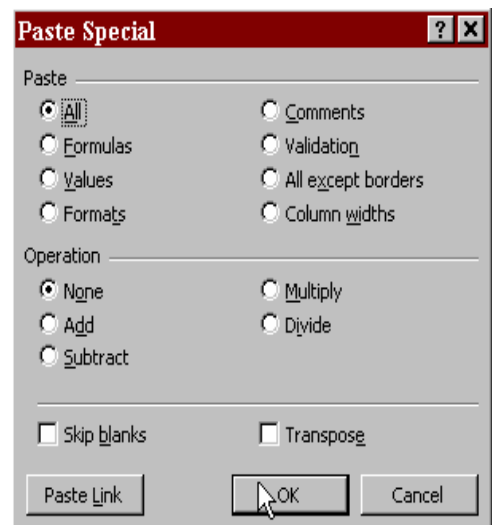 Paste Special
Paste
All
Comments
Formulas
Validation
Values
All except borders
Formats
Column widths
Operation
None
Multiply
Add
Divide
Subtract
Skip blanks
Transpose
Paste Link
OK
Cancel